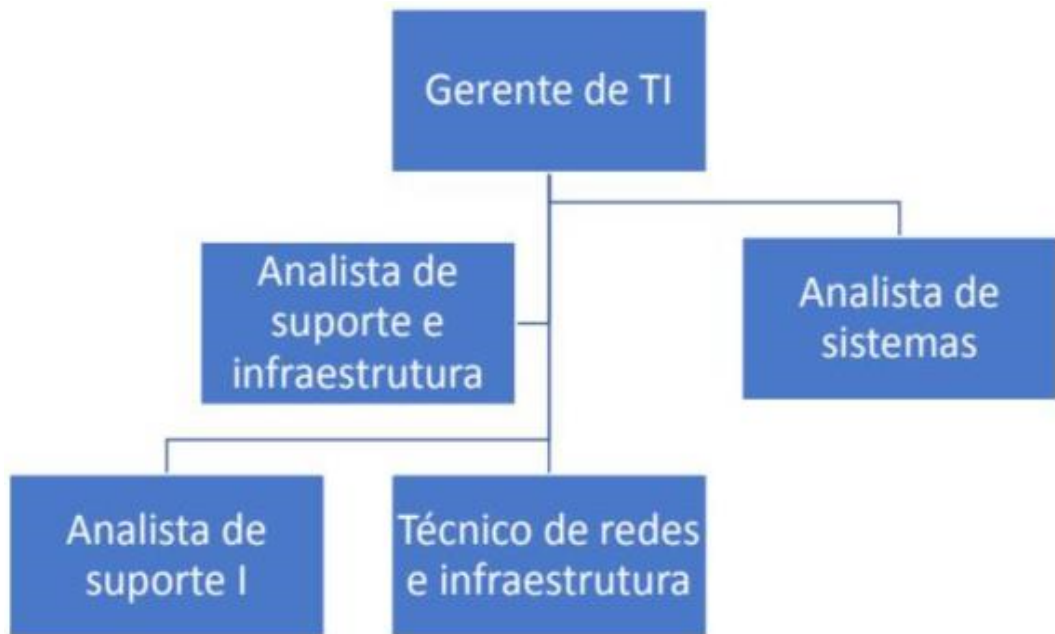 Gerente de TI
Analista de
suporte e
infraestrutura
Analista de
sistemas
Analista de
suporte I
Técnico de redes
e infraestrutura